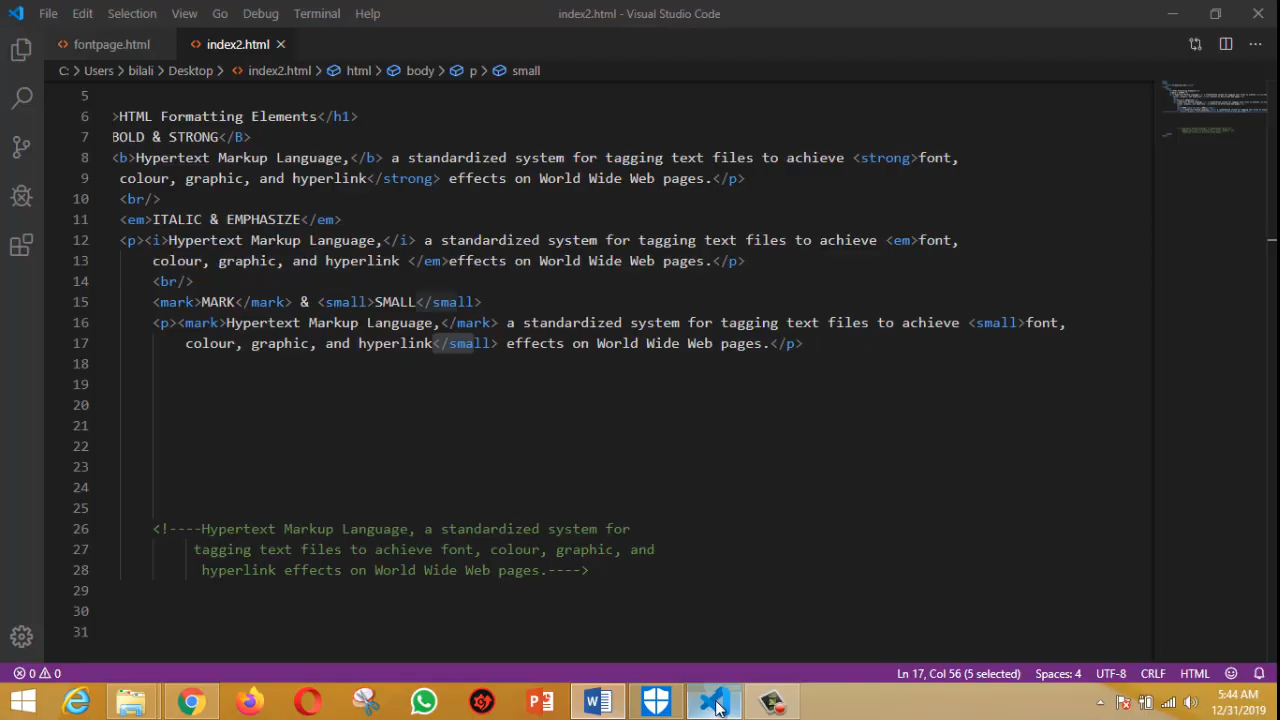 File Edit Selection View Go Debug Terminal Help index2.html - Visual Studio Code
fontpage.html index2.html
C: > Users > bilali > Desktop > index2.html > html > body > p > small
5
6 >HTML Formatting Elements</h1>
7 BOLD & STRONG</B>
8 <b>Hypertext Markup Language,</b> a standardized system for tagging text files to achieve <strong>font,
9 colour, graphic, and hyperlink</strong> effects on World Wide Web pages.</p>
10 <br/>
11 <em>ITALIC & EMPHASIZE</em>
12 <p><i>Hypertext Markup Language,</i> a standardized system for tagging text files to achieve <em>font,
13 colour, graphic, and hyperlink </em>effects on World Wide Web pages.</p>
14 <br/>
15 <mark>MARK</mark> & <small>SMALL</small>
16 <p><mark>Hypertext Markup Language,</mark> a standardized system for tagging text files to achieve <small>font,
17 colour, graphic, and hyperlink</small> effects on World Wide Web pages.</p>
18
19
20
21
22
23
24
25
26 <!----Hypertext Markup Language, a standardized system for
27 tagging text files to achieve font, colour, graphic, and
28 hyperlink effects on World Wide Web pages.---->
29
30
31
0 0 Ln 17, Col 56 (5 selected) Spaces: 4 UTF-8 CRLF HTML
5:44 AM
12/31/2019